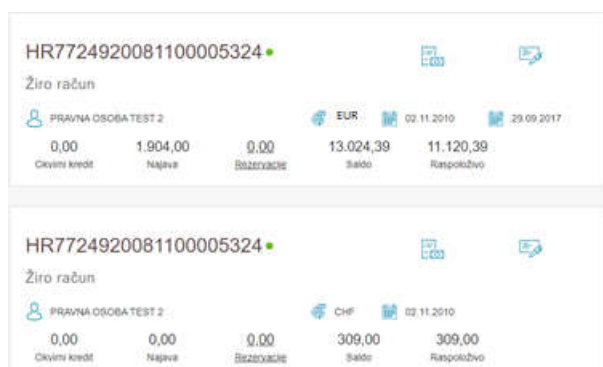 HR7724920081100005324
Žiro račun
PRAVNA OSOBA TEST 2 EUR 02.11.2010 29.09.2017
0,00 1.904,00 0,00 13.024,39 11.120,39
Okvirni kredit Najava Rezervacije Saldo Raspoloživo
HR7724920081100005324
Žiro račun
PRAVNA OSOBA TEST 2 CHF 02.11.2010
0,00 0,00 0,00 309,00 309,00
Okvirni kredit Najava Rezervacije Saldo Raspoloživo